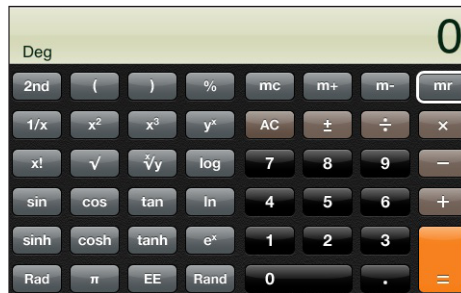 0
Deg
2nd ( ) % mc m+ m- mr
1/x x² x³ yˣ AC ± ÷ ×
x! √ ˣ√y log 7 8 9 −
sin cos tan ln 4 5 6 +
sinh cosh tanh eˣ 1 2 3
Rad π EE Rand 0 . =